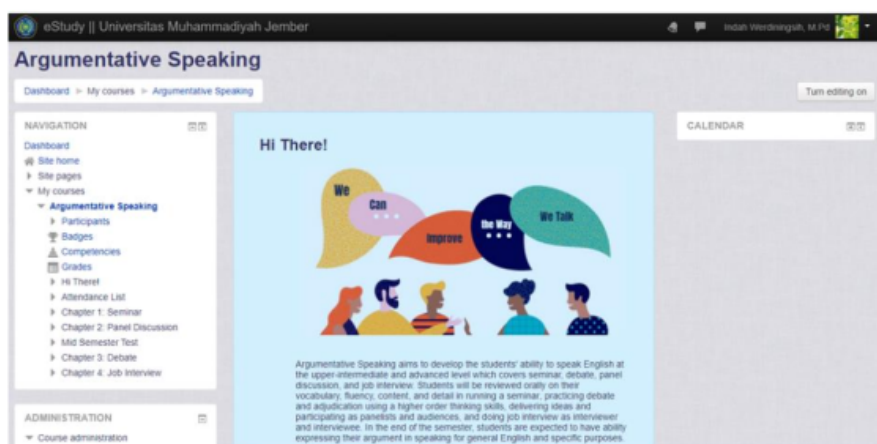 eStudy || Universitas Muhammadiyah Jember
Indah Werdiningsih, M.Pd
Argumentative Speaking
Dashboard My courses Argumentative Speaking
Turn editing on
NAVIGATION
Dashboard
Site home
Site pages
My courses
Argumentative Speaking
Participants
Badges
Competencies
Grades
Hi There!
Attendance List
Chapter 1: Seminar
Chapter 2: Panel Discussion
Mid Semester Test
Chapter 3: Debate
Chapter 4: Job Interview
ADMINISTRATION
Course administration
Hi There!
We
Can
Improve
the Way
We Talk
Argumentative Speaking aims to develop the students' ability to speak English at
the upper-intermediate and advanced level which covers seminar, debate, panel
discussion, and job interview. Students will be reviewed orally on their
vocabulary, fluency, content, and detail in running a seminar, practicing debate
and adjudication using a higher order thinking skills, delivering ideas and
participating as panelists and audiences, and doing job interview as interviewer
and interviewee. In the end of the semester, students are expected to have ability
expressing their argument in speaking for general English and specific purposes.
CALENDAR